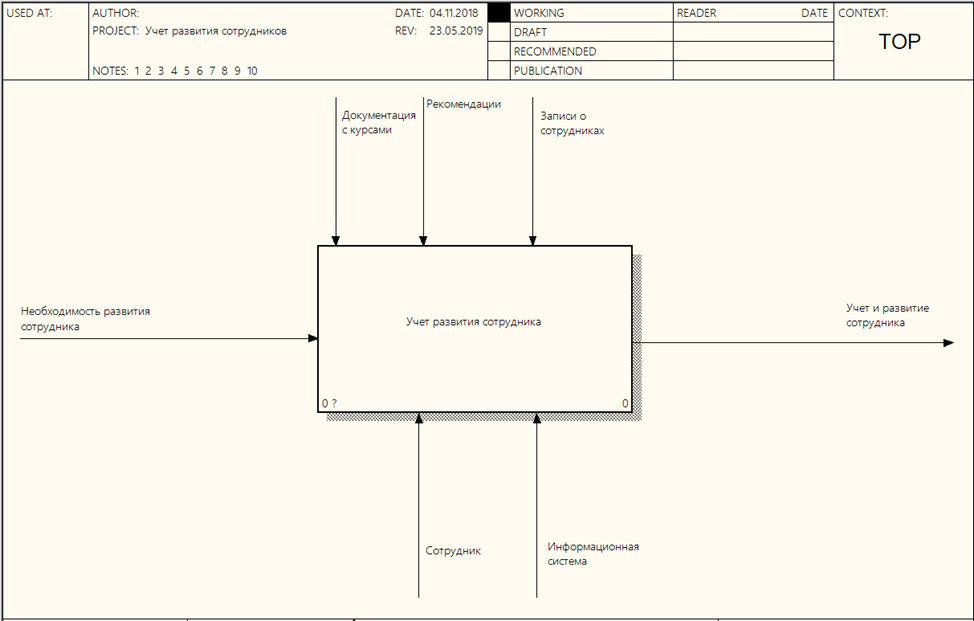 USED AT:
AUTHOR:
DATE: 04.11.2018
PROJECT: Учет развития сотрудников
REV: 23.05.2019
NOTES: 1 2 3 4 5 6 7 8 9 10
WORKING
DRAFT
RECOMMENDED
PUBLICATION
READER DATE
CONTEXT:
TOP
Документация
с курсами
Рекомендации
Записи о
сотрудниках
Необходимость развития
сотрудника
Учет развития сотрудника
0 ?
0
Учет и развитие
сотрудника
Сотрудник
Информационная
система